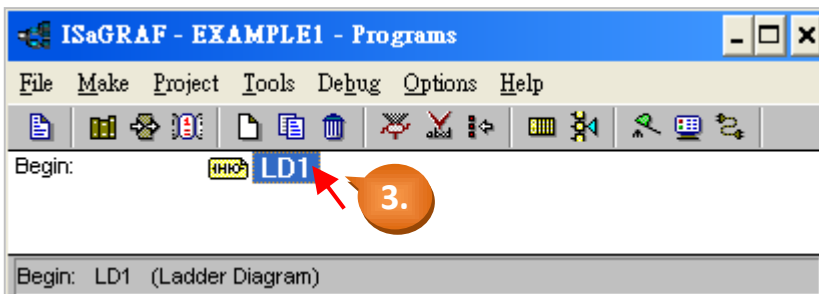 ISaGRAF - EXAMPLE1 - Programs
File Make Project Tools Debug Options Help
Begin: LD1
3.
Begin: LD1 (Ladder Diagram)